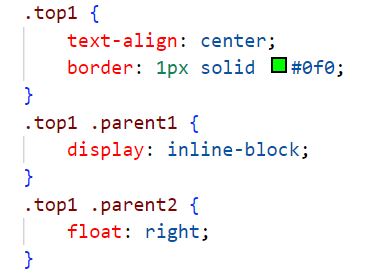 .top1 {
    text-align: center;
    border: 1px solid #0f0;
}
.top1 .parent1 {
    display: inline-block;
}
.top1 .parent2 {
    float: right;
}